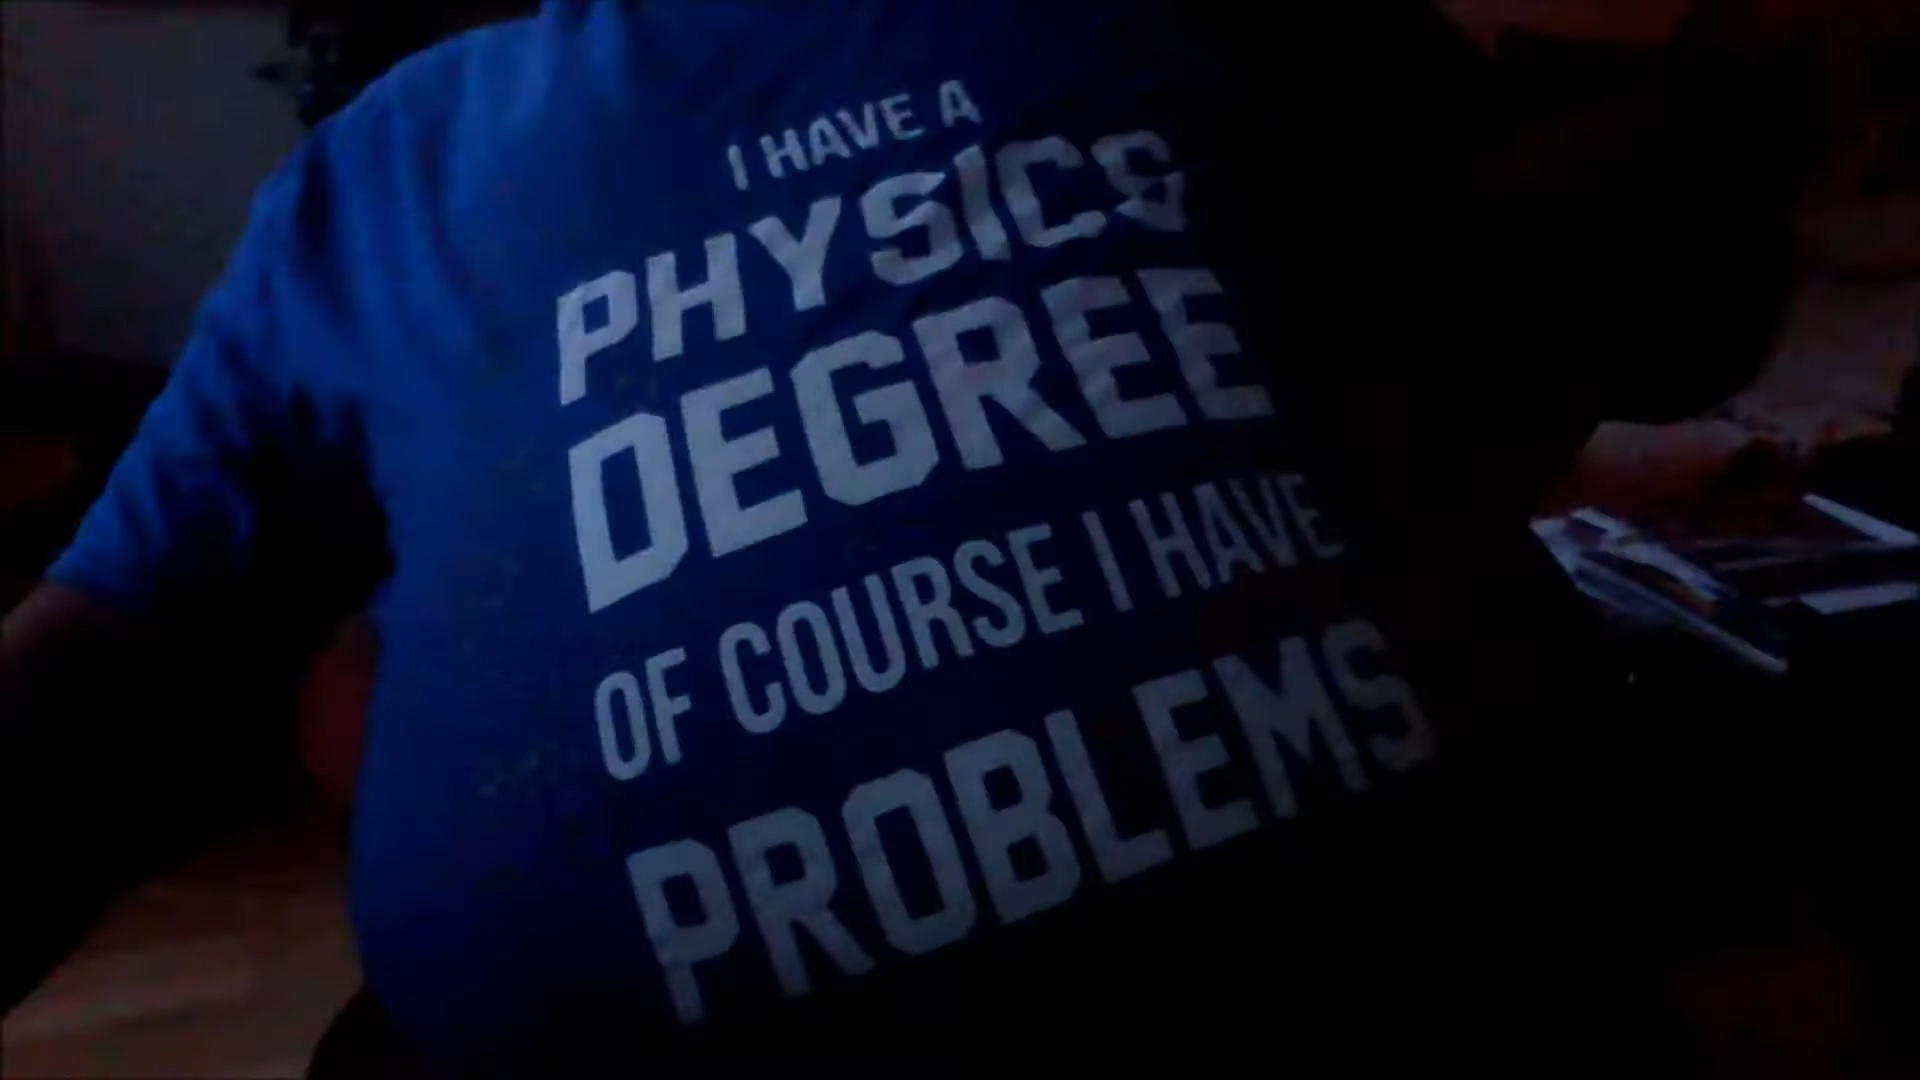 I HAVE A
PHYSICS
DEGREE
OF COURSE I HAVE
PROBLEMS